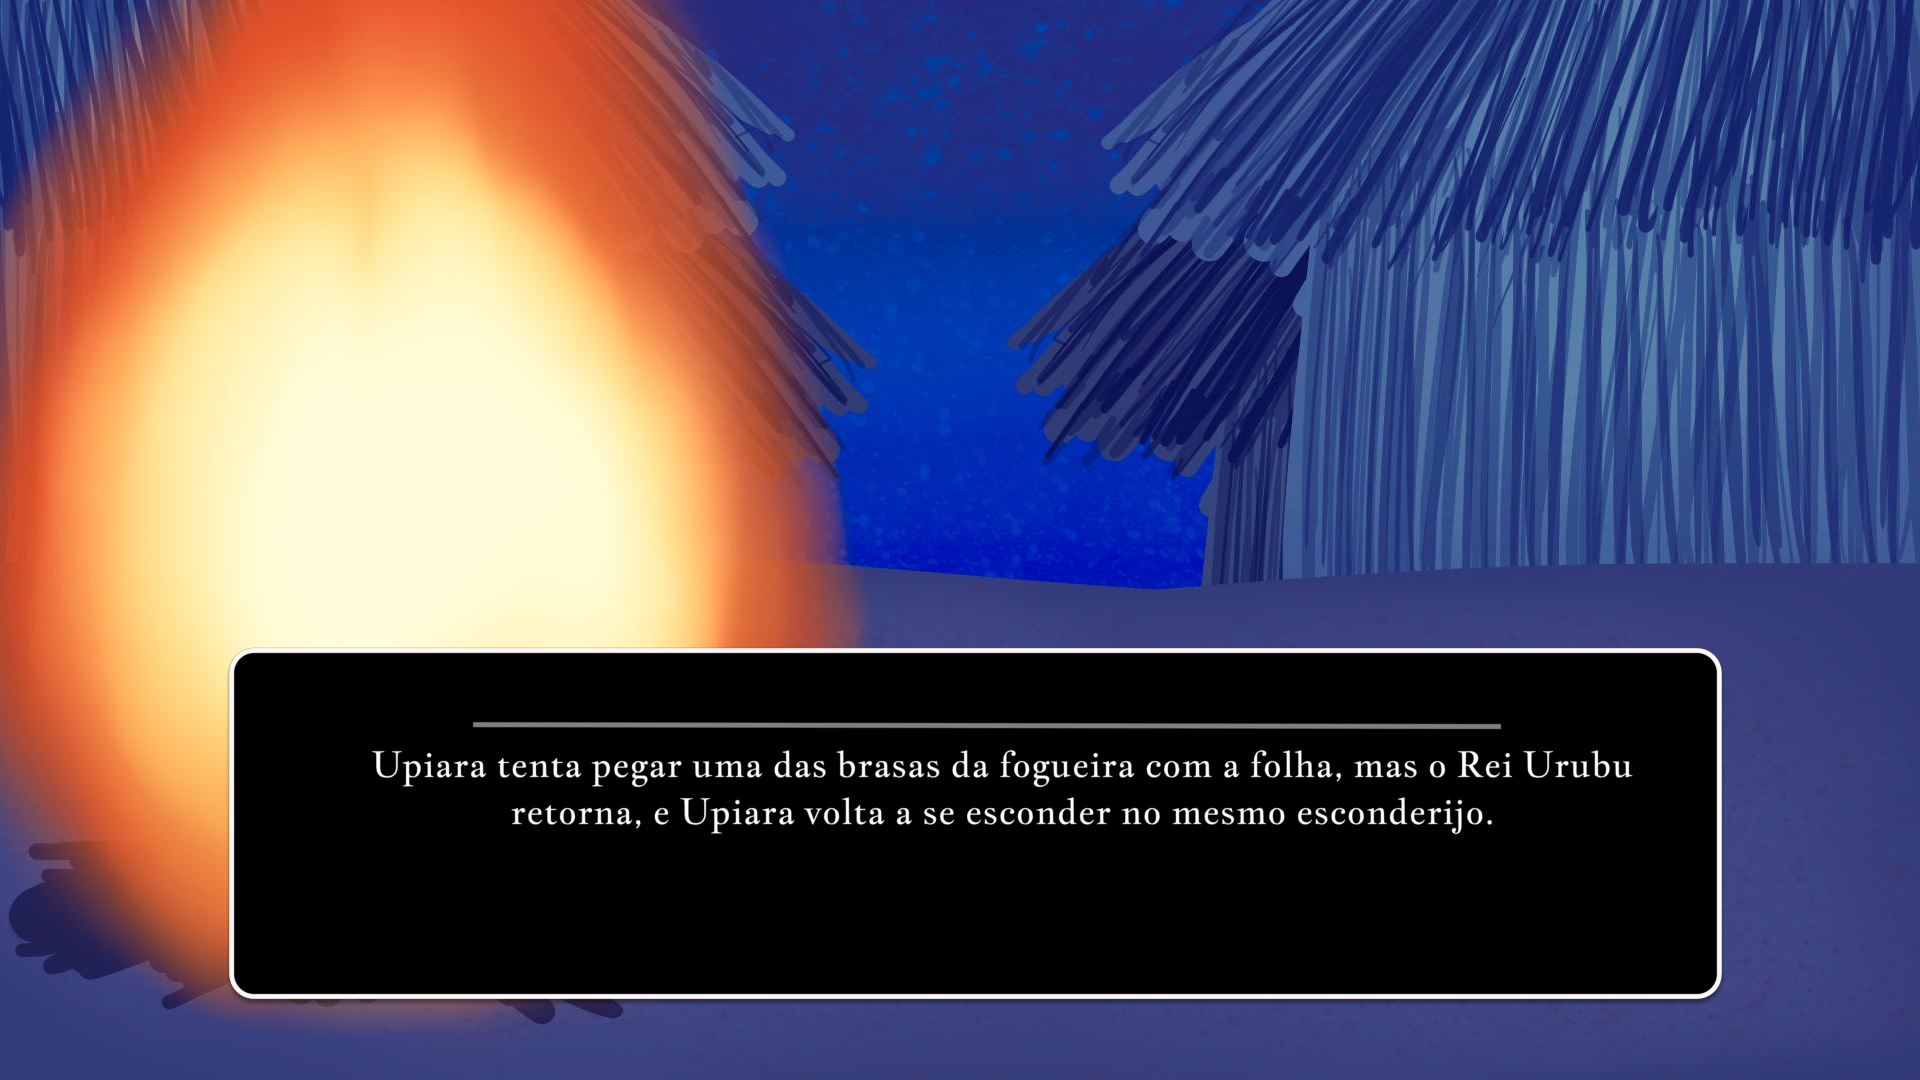 Upiara tenta pegar uma das brasas da fogueira com a folha, mas o Rei Urubu
retorna, e Upiara volta a se esconder no mesmo esconderijo.